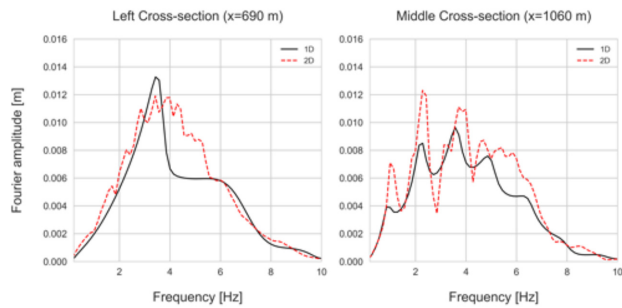 Left Cross-section (x=690 m)
Middle Cross-section (x=1060 m)
0.016
0.014
0.012
0.010
0.008
0.006
0.004
0.002
0.000
Fourier amplitude [m]
1D
2D
2 4 6 8 10
Frequency [Hz]
0.016
0.014
0.012
0.010
0.008
0.006
0.004
0.002
0.000
1D
2D
2 4 6 8 10
Frequency [Hz]